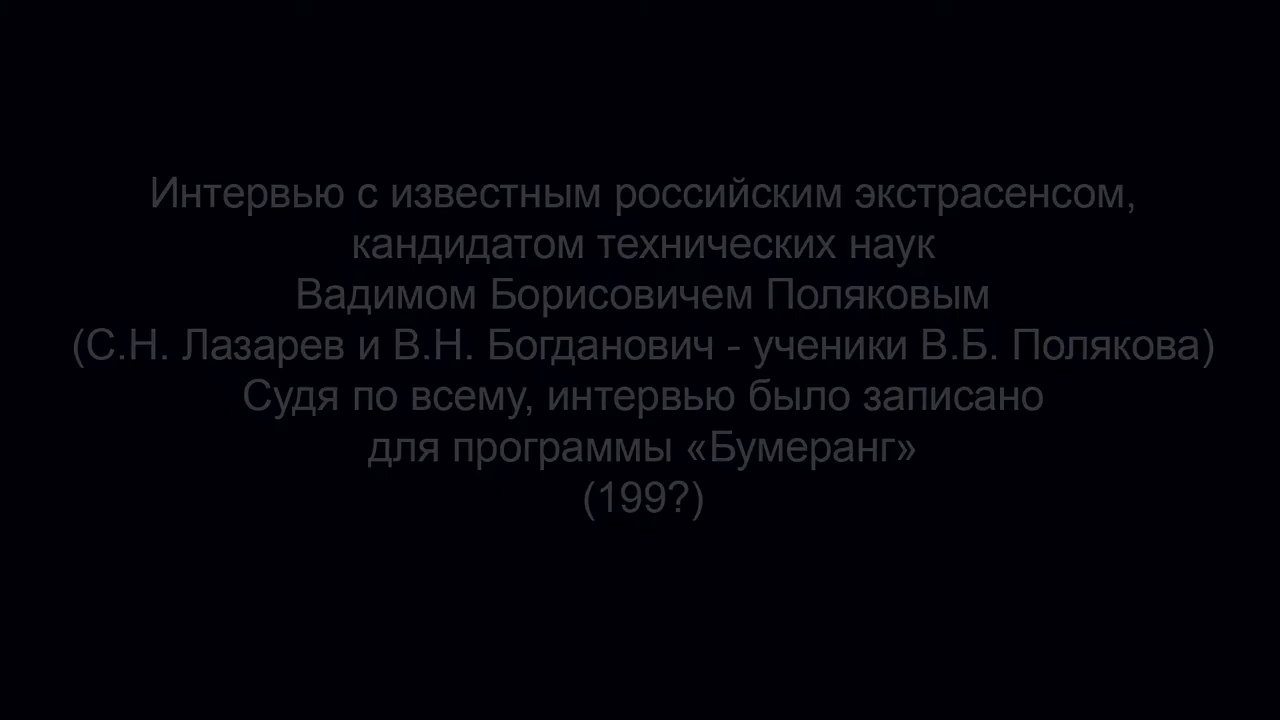 Интервью с известным российским экстрасенсом,
кандидатом технических наук
Вадимом Борисовичем Поляковым
(С.Н. Лазарев и В.Н. Богданович - ученики В.Б. Полякова)
Судя по всему, интервью было записано
для программы «Бумеранг»
(199?)